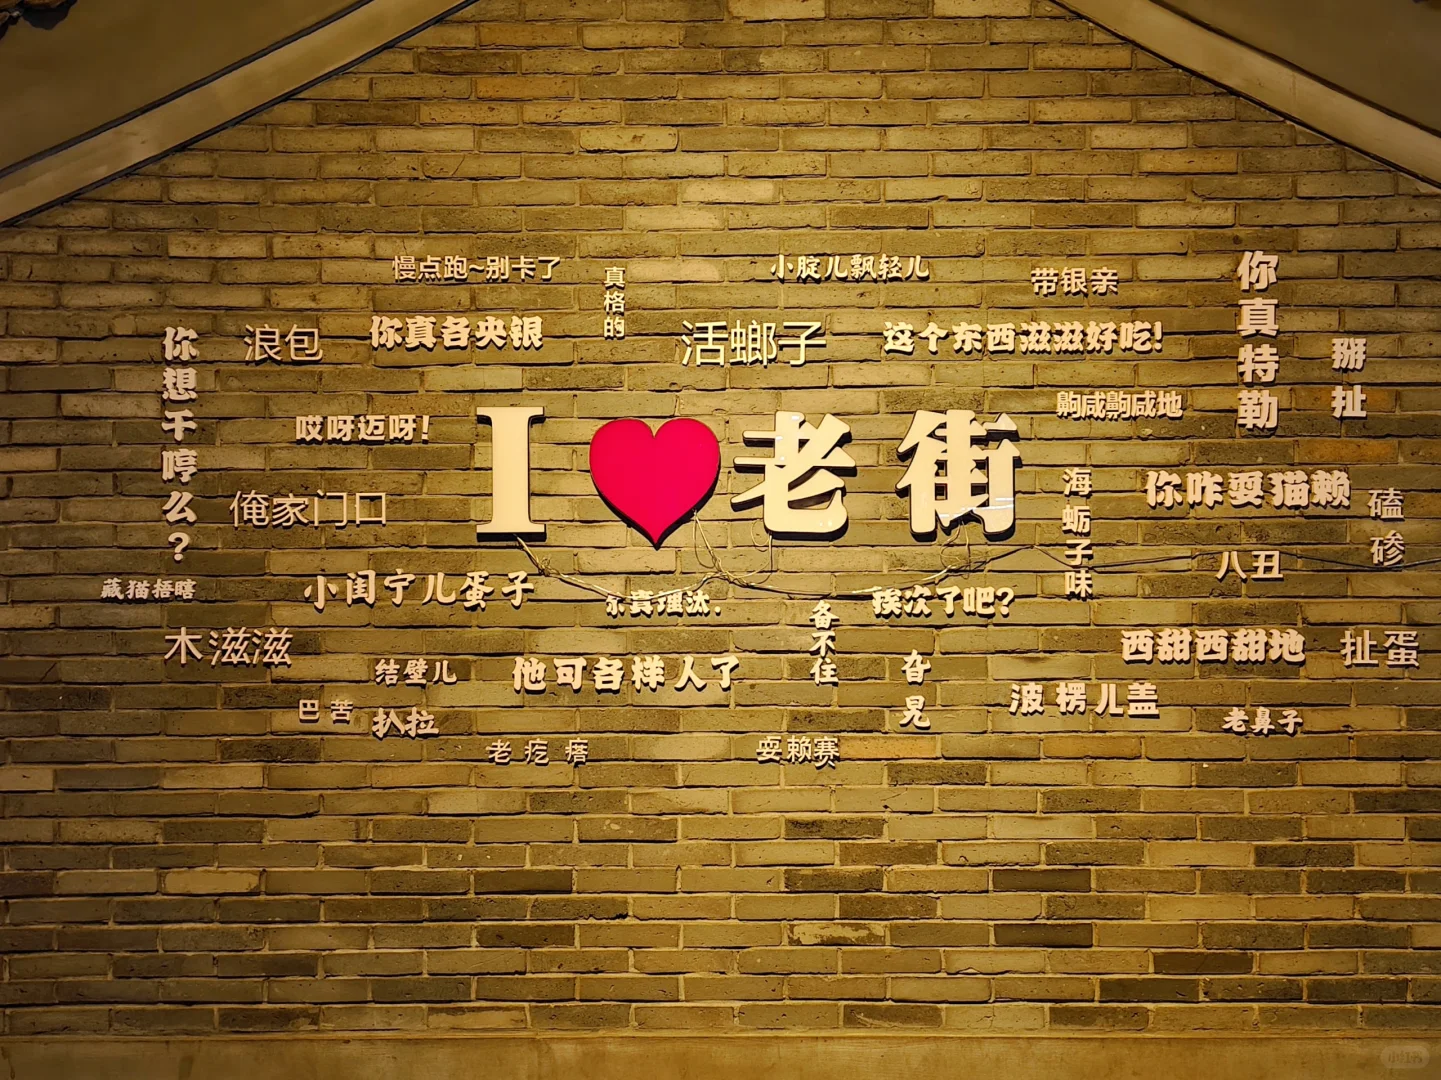 慢点跑~别卡了
真格的
小腚儿飘轻儿
带银亲
你真特勒
掰扯
你想干哼么？
浪包
你真各央银
活螂子
这个东西滋滋好吃！
哎呀迈呀！
I 老街
齁咸齁咸地
俺家门口
海蛎子味
你咋耍猫赖
磕碜
八丑
藏猫捂瞎
小闺宁儿蛋子
挨次了吧？
备不住
木滋滋
结壁儿
他可各样人了
旮旯
西甜西甜地
扯蛋
巴苦
扒拉
波楞儿盖
老鼻子
老疙瘩
耍赖赛